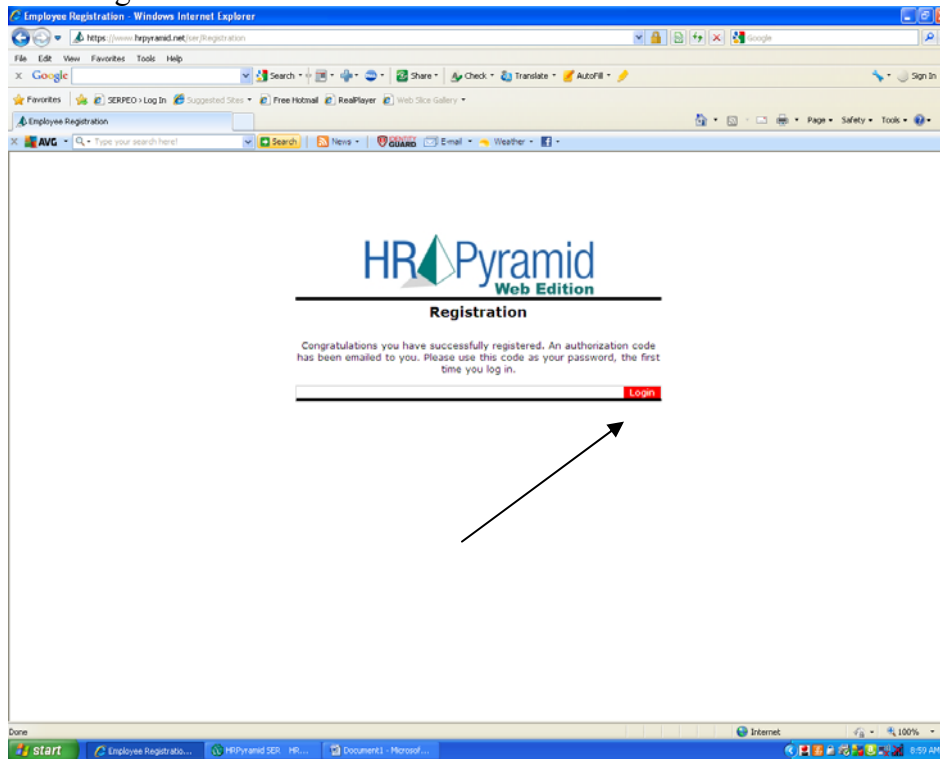 Employee Registration - Windows Internet Explorer
https://www.hrpyramid.net/ser/Registration
Google
File Edit View Favorites Tools Help
x Google Search Share Check Translate AutoFill Sign In
Favorites SERPEO > Log In Suggested Sites Free Hotmail RealPlayer Web Slice Gallery
Employee Registration Page Safety Tools
x AVG Type your search here! Search News IDENTITY GUARD E-mail Weather
HR Pyramid
Web Edition
Registration
Congratulations you have successfully registered. An authorization code
has been emailed to you. Please use this code as your password, the first
time you log in.
Login
Done Internet 100%
start Employee Registratio... HRPyramid SER HR... Document1 - Microsof... 8:59 AM